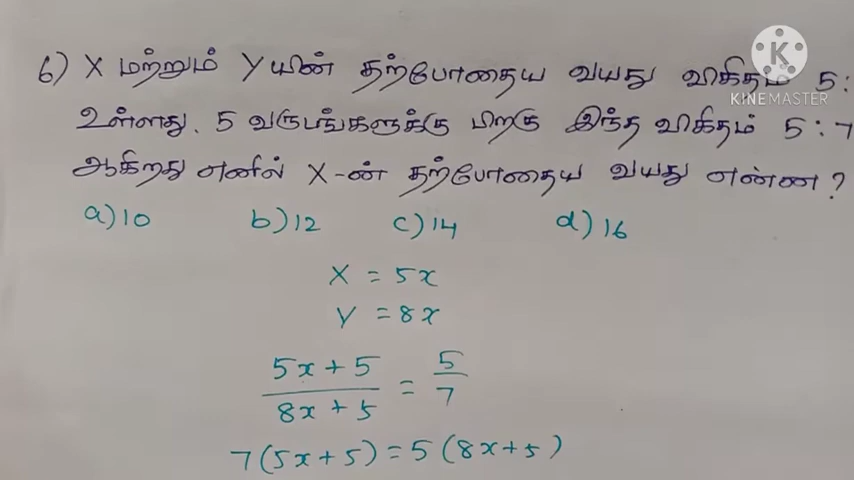 K
KINEMASTER
6) X மற்றும் Y யின் தற்போதைய வயது விகிதம் 5:
உள்ளது. 5 வருடங்களுக்கு பிறகு இந்த விகிதம் 5:7
ஆகிறது எனில் X-ன் தற்போதைய வயது என்ன?
a) 10 b) 12 c) 14 d) 16
X = 5x
Y = 8x
5x + 5 / 8x + 5 = 5 / 7
7(5x+5) = 5(8x+5)